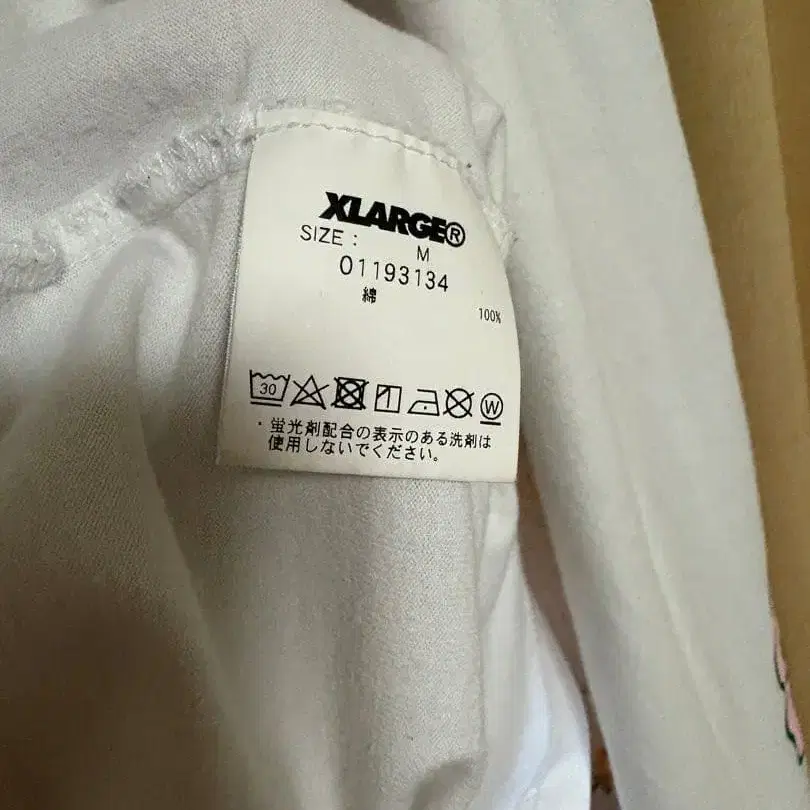 XLARGE®
SIZE : M
01193134
綿 100%
30 W
・蛍光剤配合の表示のある洗剤は
使用しないでください。